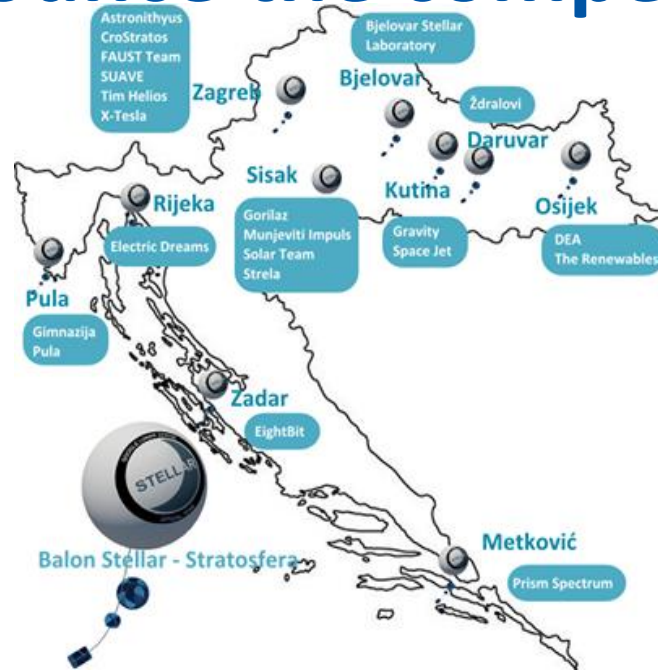 Astronithyus
CroStratos
FAUST Team
SUAVE
Tim Helios
X-Tesla
Zagreb
Bjelovar Stellar
Laboratory
Bjelovar
Ždralovi
Daruvar
Sisak
Kutina
Osijek
Rijeka
Gorilaz
Munjeviti Impuls
Solar Team
Strela
Gravity
Space Jet
DEA
The Renewables
Electric Dreams
Pula
Gimnazija
Pula
Zadar
EightBit
STELLAR
Balon Stellar - Stratosfera
Metković
Prism Spectrum